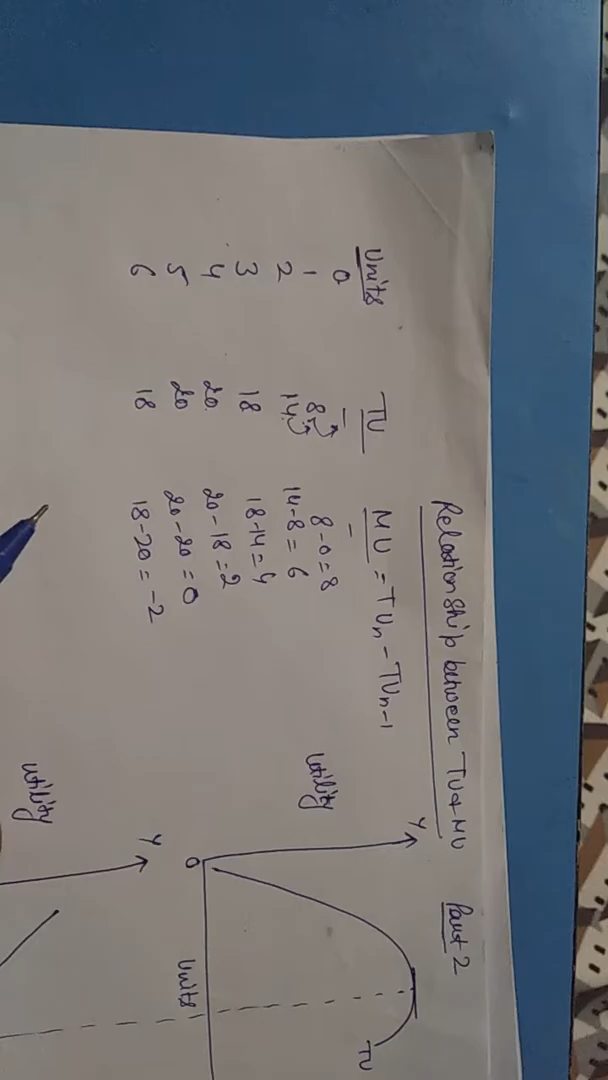 Relationship between TU & MU Part 2
Units TU MU = TUn - TUn-1
0 - -
1 8 8-0=8
2 14 14-8=6
3 18 18-14=4
4 20 20-18=2
5 20 20-20=0
6 18 18-20=-2
Y
utility
O
Units
TU
Y
utility